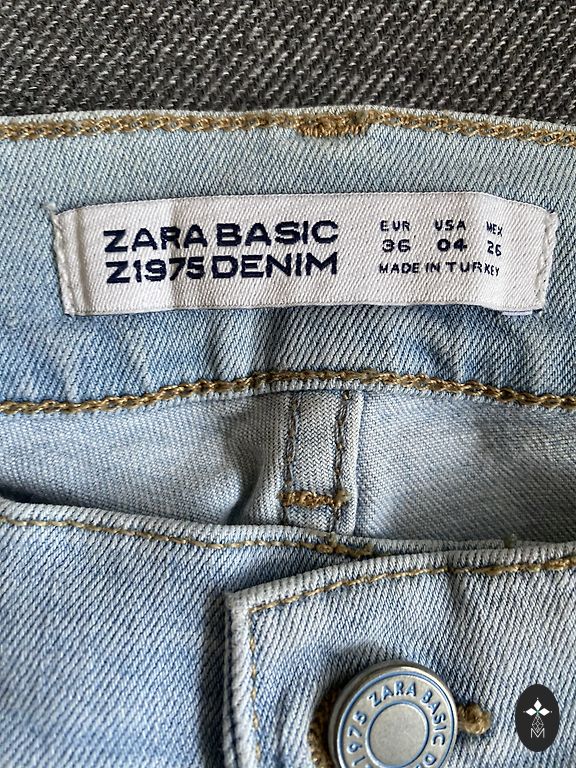 ZARA BASIC
Z1975 DENIM
EUR USA MEX
36 04 26
MADE IN TURKEY
1975 ZARA BASIC